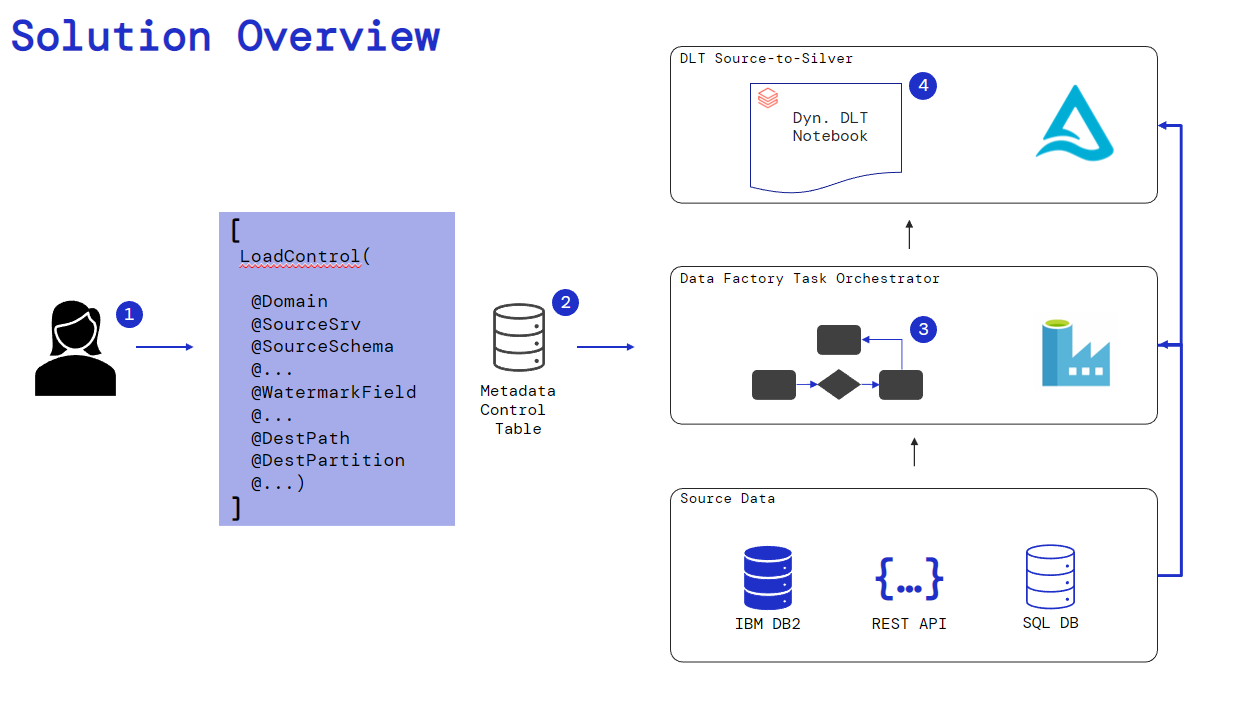 Solution Overview
1
[
LoadControl(
@Domain
@SourceSrv
@SourceSchema
@...
@WatermarkField
@...
@DestPath
@DestPartition
@...)
]
2
Metadata
Control
Table
DLT Source-to-Silver
4
Dyn. DLT
Notebook
Data Factory Task Orchestrator
3
Source Data
{…}
IBM DB2
REST API
SQL DB